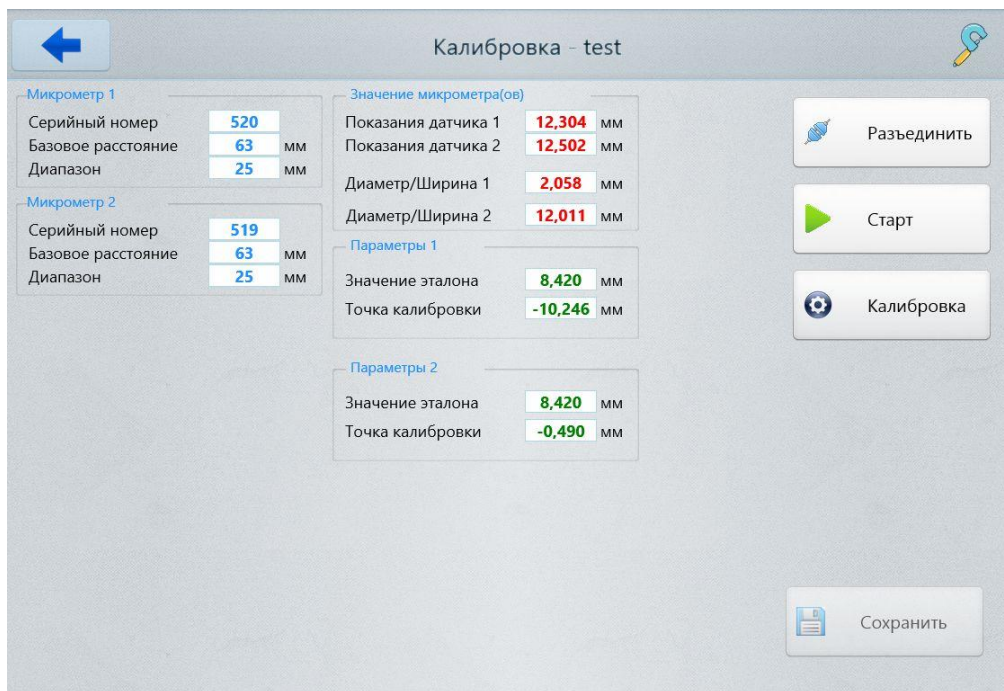 Калибровка - test
Микрометр 1
Серийный номер 520
Базовое расстояние 63 мм
Диапазон 25 мм
Микрометр 2
Серийный номер 519
Базовое расстояние 63 мм
Диапазон 25 мм
Значение микрометра(ов)
Показания датчика 1 12,304 мм
Показания датчика 2 12,502 мм
Диаметр/Ширина 1 2,058 мм
Диаметр/Ширина 2 12,011 мм
Параметры 1
Значение эталона 8,420 мм
Точка калибровки -10,246 мм
Параметры 2
Значение эталона 8,420 мм
Точка калибровки -0,490 мм
Разъединить
Старт
Калибровка
Сохранить